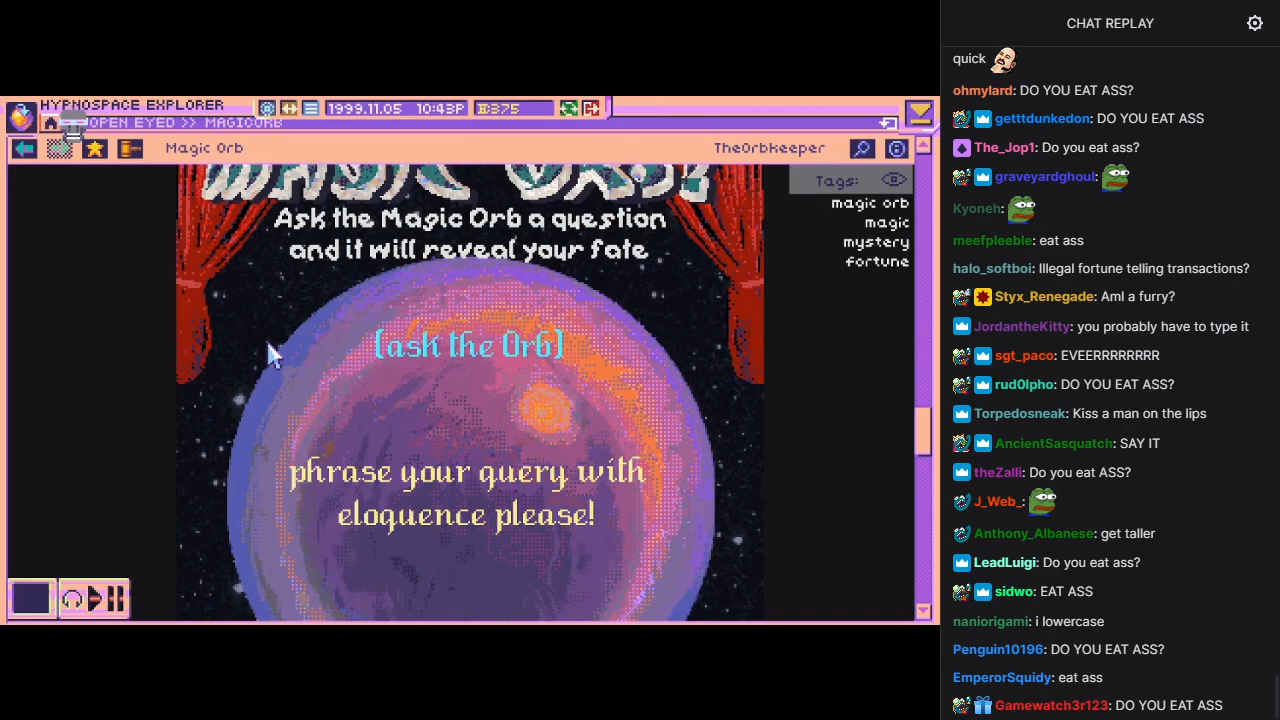 HYPNOSPACE EXPLORER
1999.11.05 10:43P
375
OPEN EYED >> MAGICORB
Magic Orb
TheOrbKeeper
MAGIC ORB!
Ask the Magic Orb a question
and it will reveal your fate
[ask the Orb]
phrase your query with
eloquence please!
Tags:
magic orb
magic
mystery
fortune
CHAT REPLAY
quick
ohmylard: DO YOU EAT ASS?
getttdunkedon: DO YOU EAT ASS
The_Jop1: Do you eat ass?
graveyardghoul:
Kyoneh:
meefpleeble: eat ass
halo_softboi: Illegal fortune telling transactions?
Styx_Renegade: AmI a furry?
JordantheKitty: you probably have to type it
sgt_paco: EVEERRRRRRRR
rud0lpho: DO YOU EAT ASS?
Torpedosneak: Kiss a man on the lips
AncientSasquatch: SAY IT
theZalli: Do you eat ASS?
J_Web_:
Anthony_Albanese: get taller
LeadLuigi: Do you eat ass?
sidwo: EAT ASS
naniorigami: i lowercase
Penguin10196: DO YOU EAT ASS?
EmperorSquidy: eat ass
Gamewatch3r123: DO YOU EAT ASS